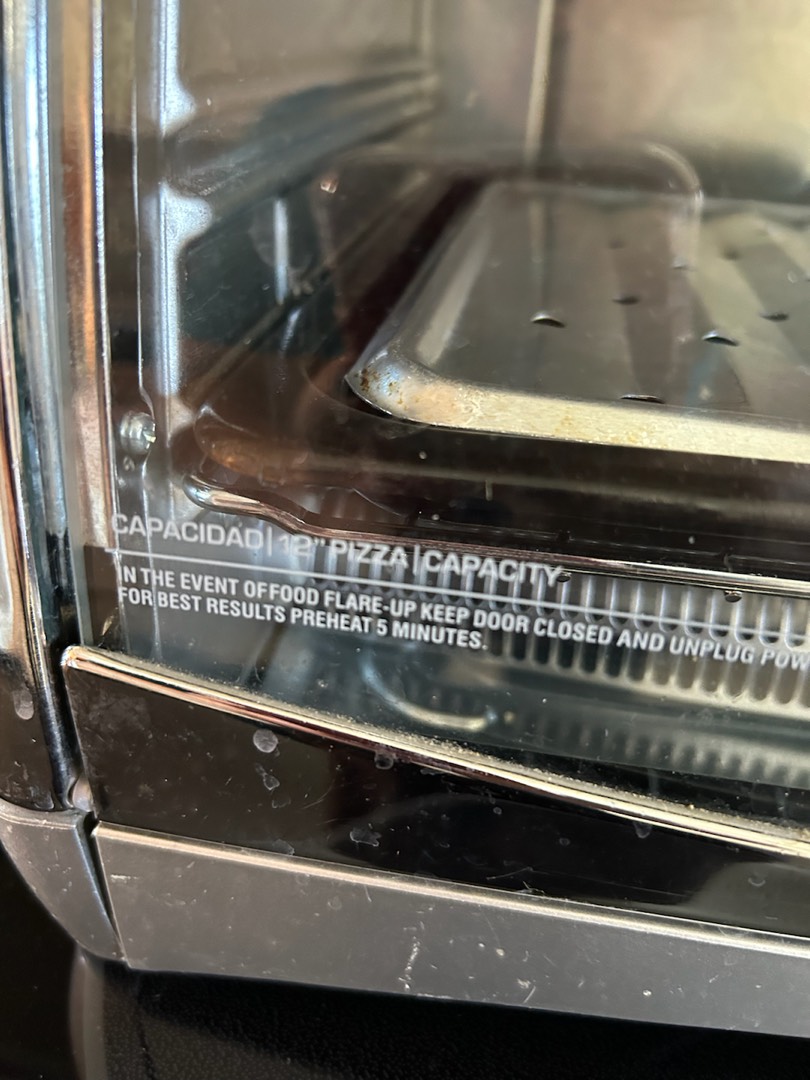 CAPACIDAD| 12" PIZZA |CAPACITY
IN THE EVENT OF FOOD FLARE-UP KEEP DOOR CLOSED AND UNPLUG
FOR BEST RESULTS PREHEAT 5 MINUTES.